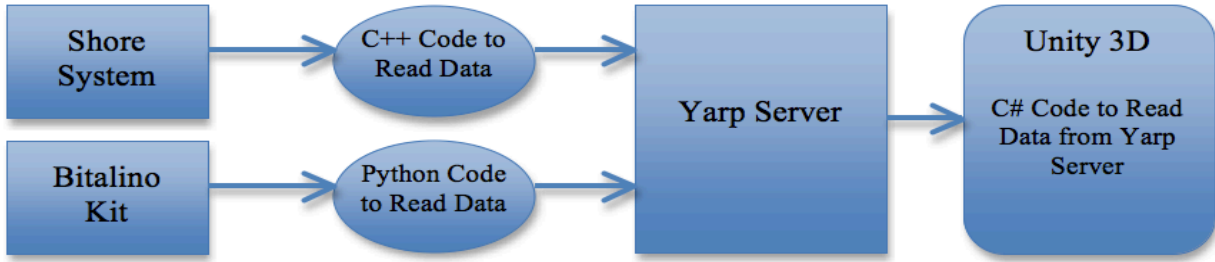 Shore
System
C++ Code to
Read Data
Bitalino
Kit
Python Code
to Read Data
Yarp Server
Unity 3D
C# Code to Read
Data from Yarp
Server